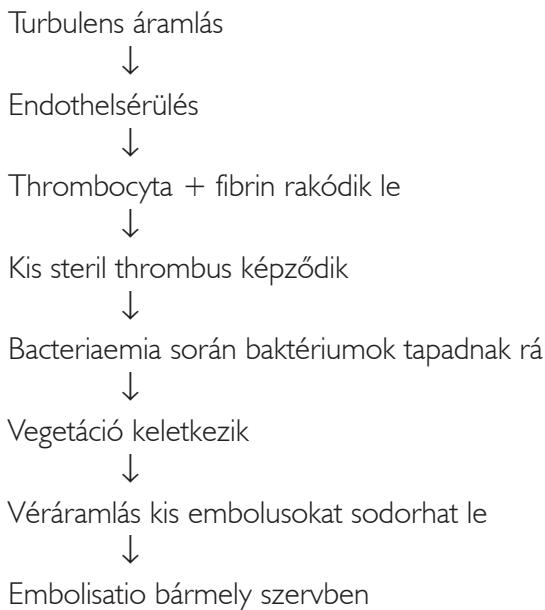 Turbulens áramlás
↓
Endothelsérülés
↓
Thrombocyta + fibrin rakódik le
↓
Kis steril thrombus képződik
↓
Bacteriaemia során baktériumok tapadnak rá
↓
Vegetáció keletkezik
↓
Véráramlás kis embolusokat sodorhat le
↓
Embolisatio bármely szervben